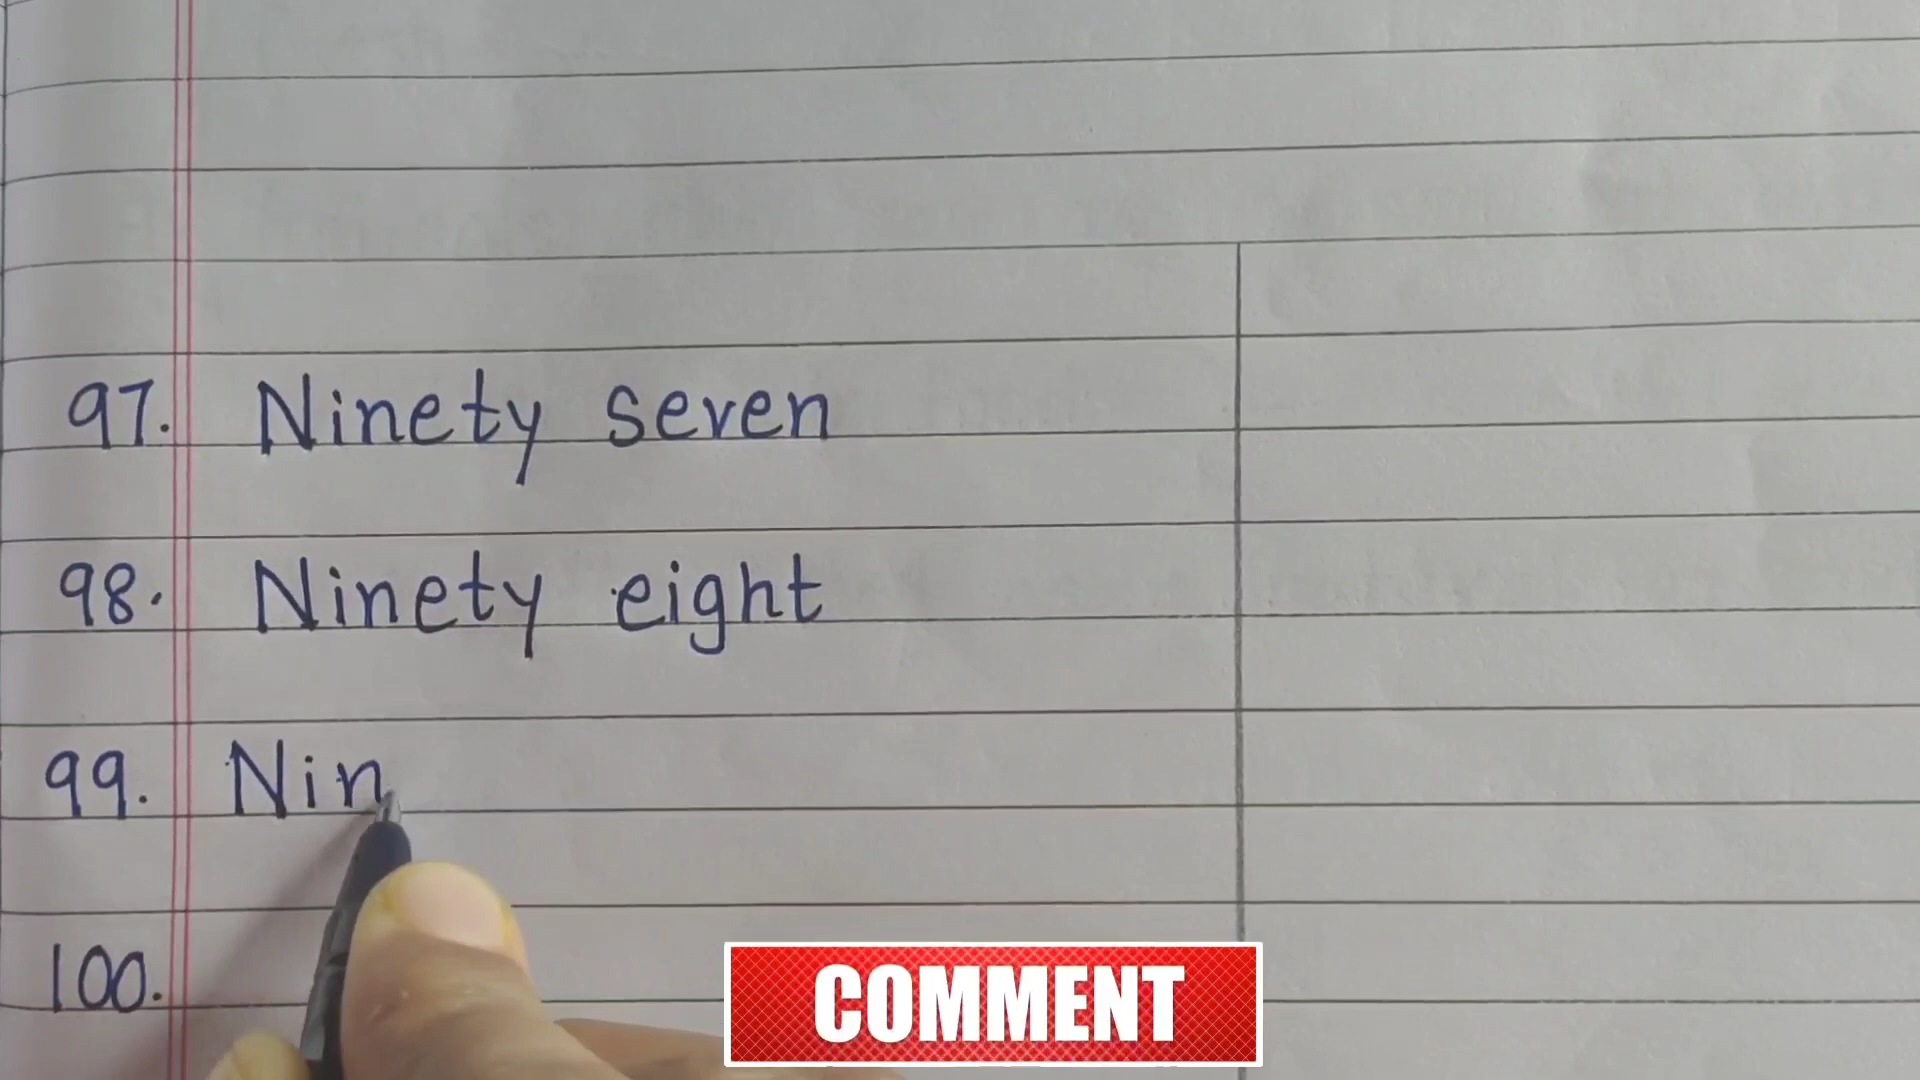 97. Ninety seven
98. Ninety eight
99. Nin
100.
COMMENT